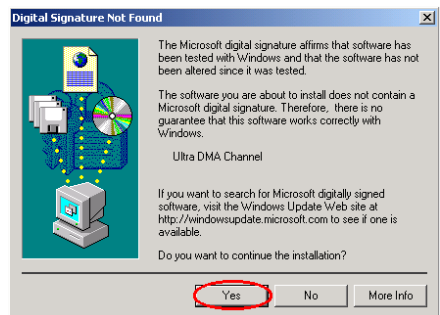 Digital Signature Not Found
The Microsoft digital signature affirms that software has
been tested with Windows and that the software has not
been altered since it was tested.
The software you are about to install does not contain a
Microsoft digital signature. Therefore, there is no
guarantee that this software works correctly with
Windows.
Ultra DMA Channel
If you want to search for Microsoft digitally signed
software, visit the Windows Update Web site at
http://windowsupdate.microsoft.com to see if one is
available.
Do you want to continue the installation?
Yes No More Info